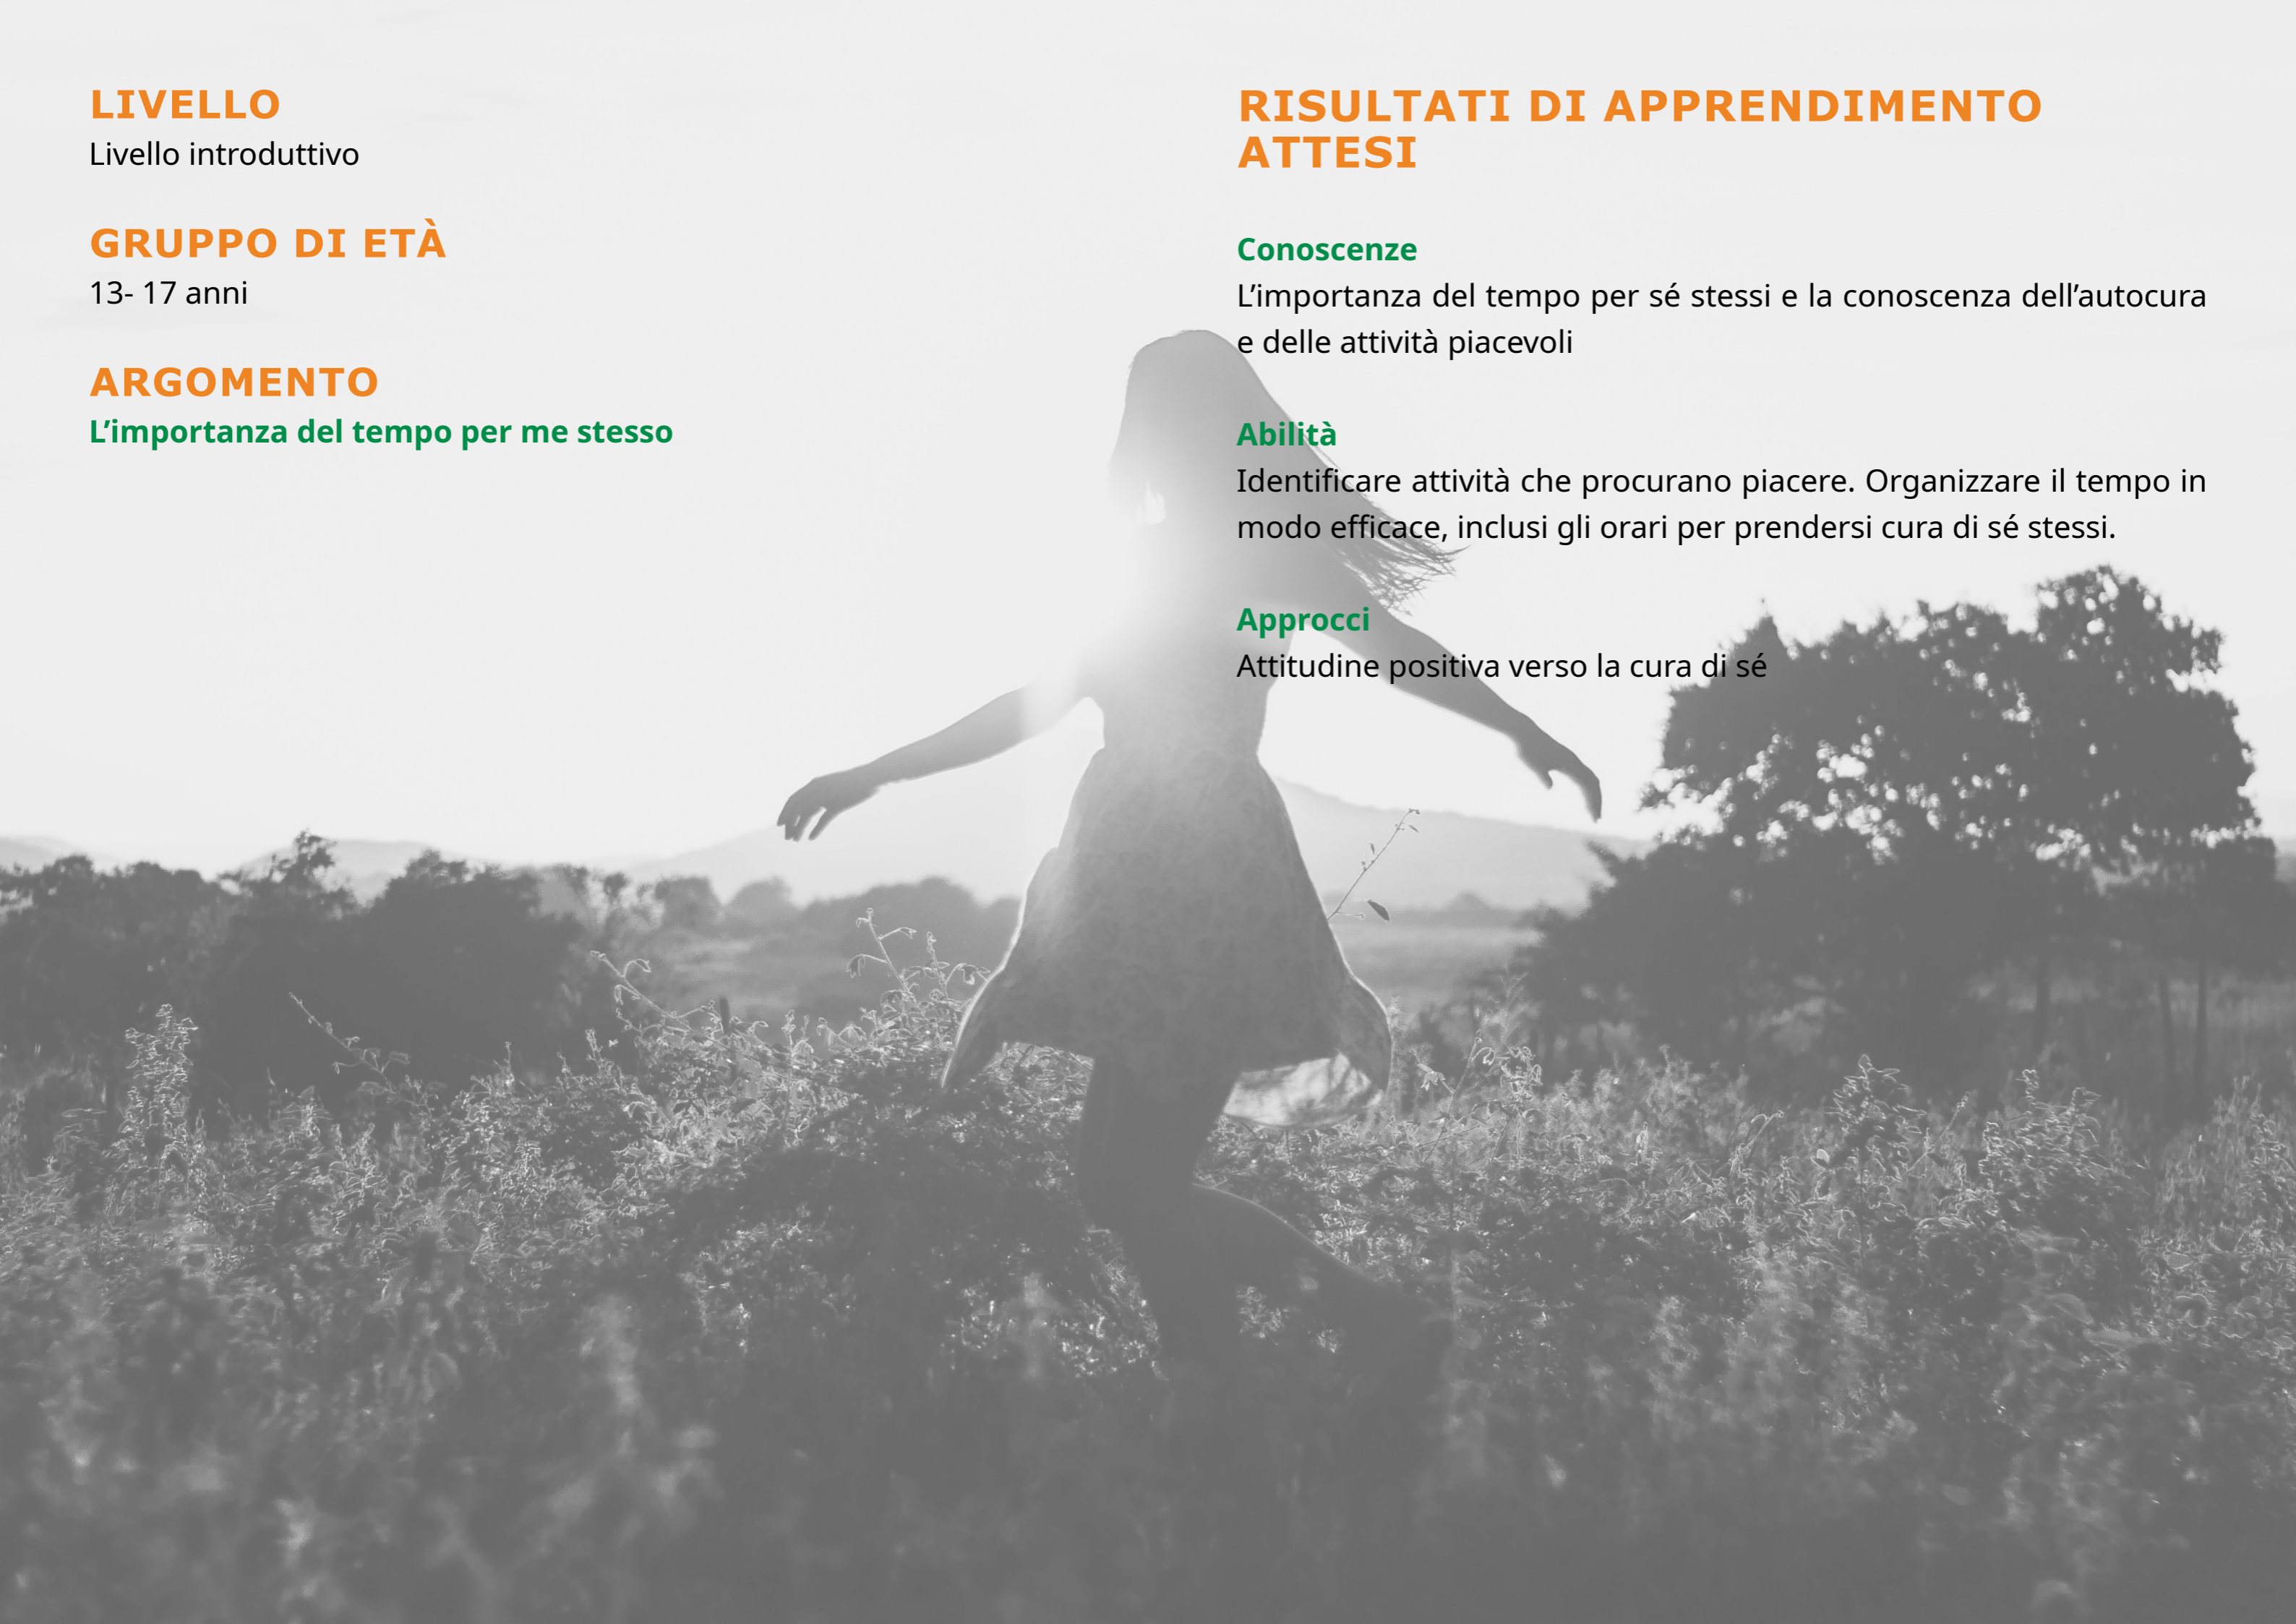 LIVELLO
Livello introduttivo
GRUPPO DI ETÀ
13- 17 anni
ARGOMENTO
L’importanza del tempo per me stesso
RISULTATI DI APPRENDIMENTO
ATTESI
Conoscenze
L’importanza del tempo per sé stessi e la conoscenza dell’autocura
e delle attività piacevoli
Abilità
Identificare attività che procurano piacere. Organizzare il tempo in
modo efficace, inclusi gli orari per prendersi cura di sé stessi.
Approcci
Attitudine positiva verso la cura di sé